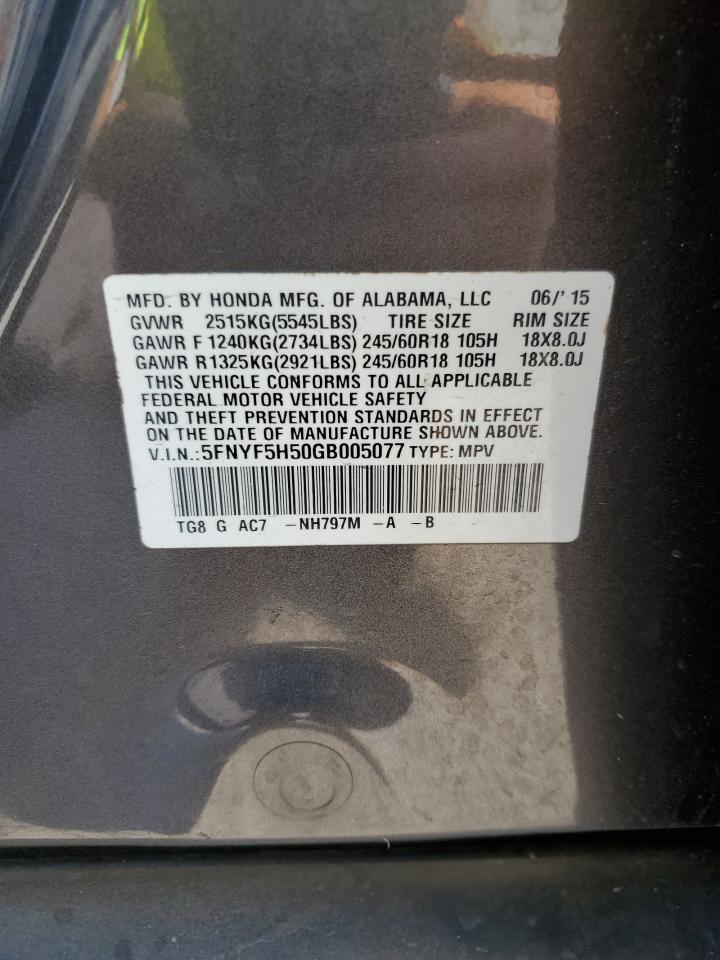 MFD. BY HONDA MFG. OF ALABAMA, LLC 06/' 15
GVWR 2515KG(5545LBS) TIRE SIZE RIM SIZE
GAWR F 1240KG(2734LBS) 245/60R18 105H 18X8.0J
GAWR R1325KG(2921LBS) 245/60R18 105H 18X8.0J
THIS VEHICLE CONFORMS TO ALL APPLICABLE
FEDERAL MOTOR VEHICLE SAFETY
AND THEFT PREVENTION STANDARDS IN EFFECT
ON THE DATE OF MANUFACTURE SHOWN ABOVE.
V.I.N.:5FNYF5H50GB005077 TYPE: MPV
TG8 G AC7 -NH797M -A -B